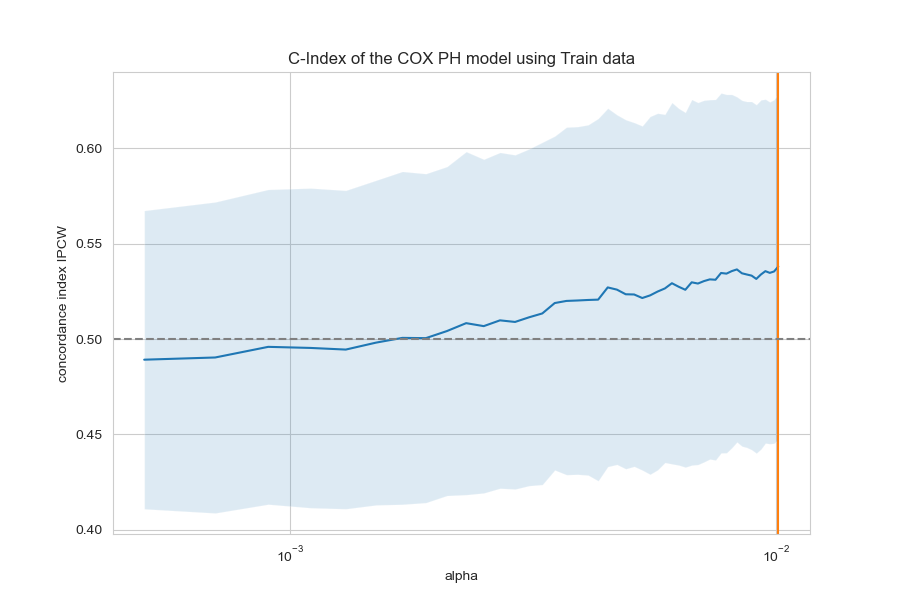 C-Index of the COX PH model using Train data
concordance index IPCW
0.60
0.55
0.50
0.45
0.40
10⁻³
10⁻²
alpha